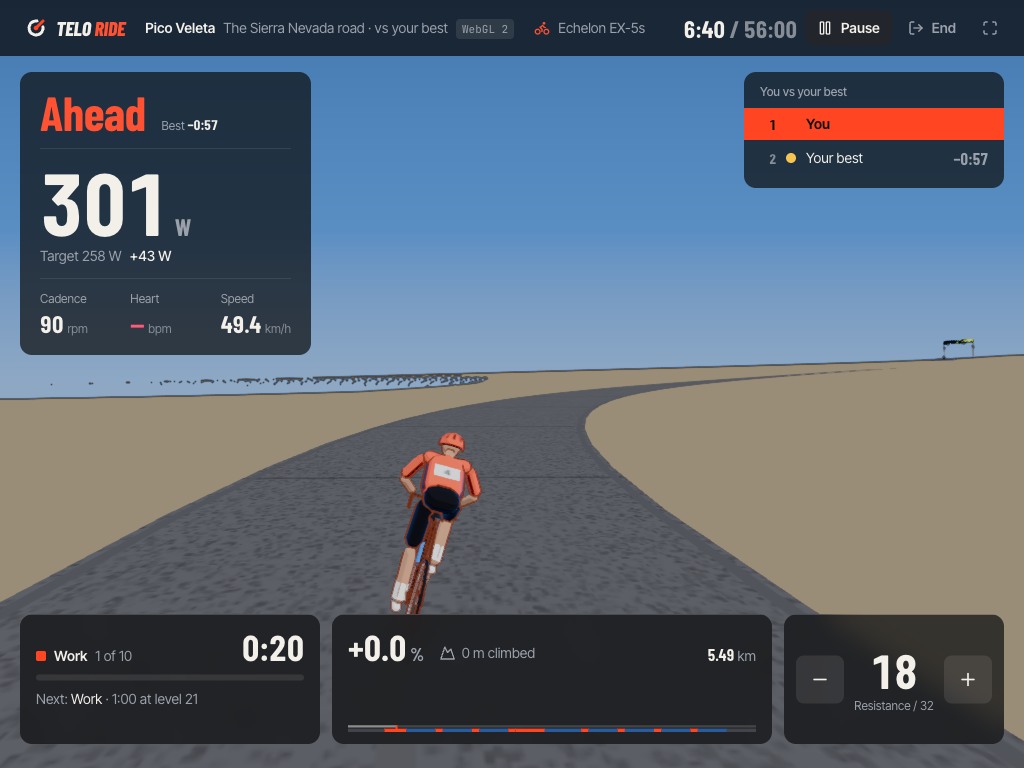 TELO RIDE Pico Veleta The Sierra Nevada road · vs your best WebGL 2 Echelon EX-5s 6:40 / 56:00 Pause End
Ahead Best −0:57
301 W
Target 258 W +43 W
Cadence Heart Speed
90 rpm — bpm 49.4 km/h
You vs your best
1 You
2 Your best −0:57
4
Work 1 of 10 0:20
Next: Work · 1:00 at level 21
+0.0 % 0 m climbed 5.49 km
− 18 +
Resistance / 32